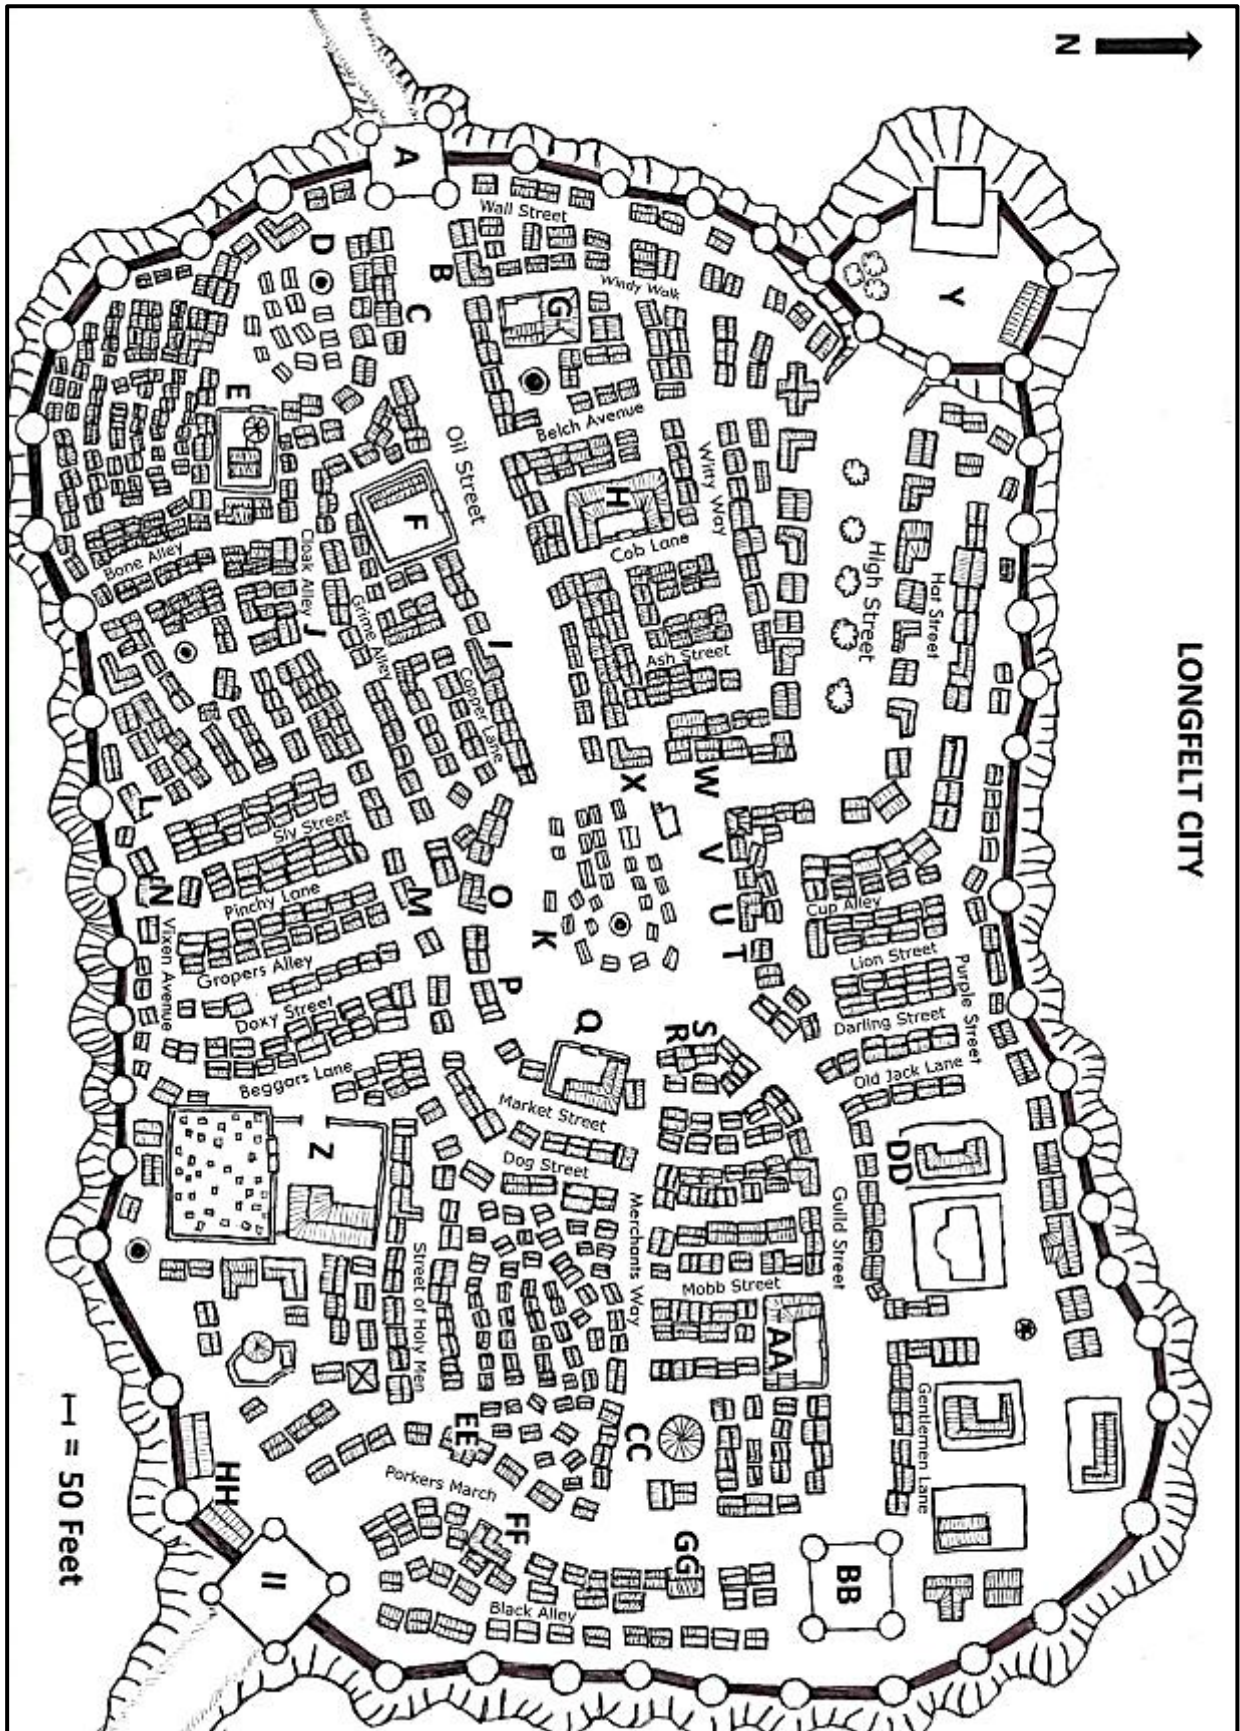 N
LONGFELT CITY
A
Wall Street
D
B
C
G
Windy Walk
Y
E
Belch Avenue
Oil Street
Witty Way
F
H
Cob Lane
High Street
Hat Street
Bone Alley
Cloak Alley
J
Grime Alley
I
Copper Lane
Ash Street
X
W
L
Sly Street
V
N
Pinchy Lane
M
O
K
U
T
Cup Alley
Lion Street
Purple Street
Vixen Avenue
Gropers Alley
Doxy Street
P
Q
S
R
Darling Street
Old Jack Lane
Beggars Lane
Market Street
Z
Dog Street
DD
Guild Street
Merchants Way
Street of Holy Men
Mobb Street
AA
Gentlemen Lane
CC
EE
Porkers March
HH
FF
GG
BB
II
Black Alley
= 50 Feet